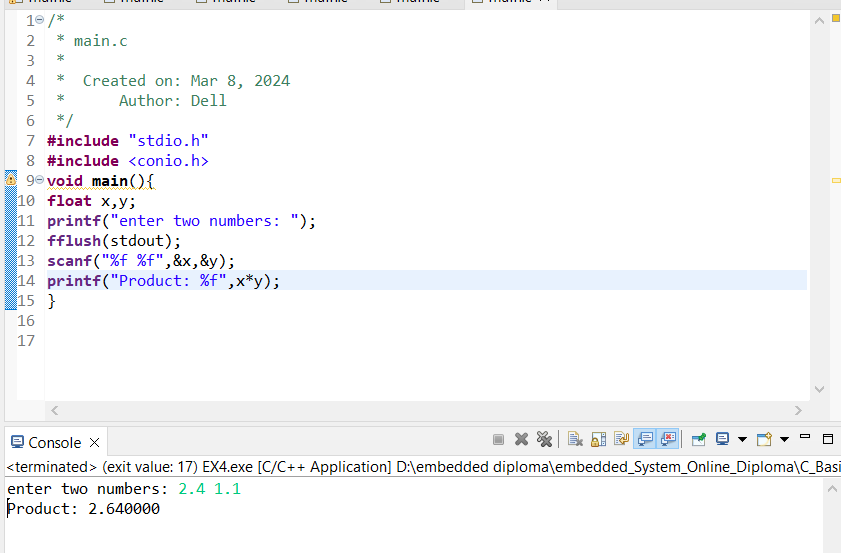 1 /*
2 * main.c
3 *
4 * Created on: Mar 8, 2024
5 * Author: Dell
6 */
7 #include "stdio.h"
8 #include <conio.h>
9 void main(){
10 float x,y;
11 printf("enter two numbers: ");
12 fflush(stdout);
13 scanf("%f %f",&x,&y);
14 printf("Product: %f",x*y);
15 }
16
17
Console
<terminated> (exit value: 17) EX4.exe [C/C++ Application] D:\embedded diploma\embedded_System_Online_Diploma\C_Basi
enter two numbers: 2.4 1.1
Product: 2.640000